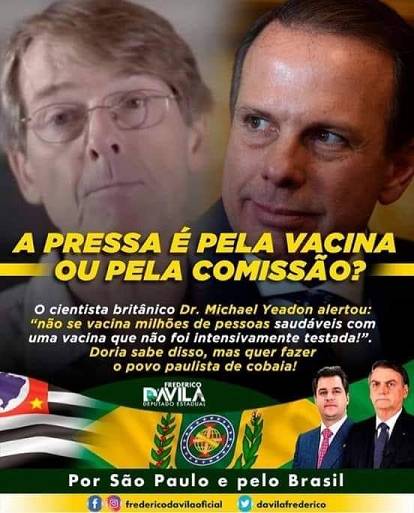 A PRESSA É PELA VACINA
OU PELA COMISSÃO?
O cientista britânico Dr. Michael Yeadon alertou:
“não se vacina milhões de pessoas saudáveis com
uma vacina que não foi intensivamente testada!”.
Doria sabe disso, mas quer fazer
o povo paulista de cobaia!
FREDERICO
DAVILA
DEPUTADO ESTADUAL
Por São Paulo e pelo Brasil
fredericodavilaoficial davilafrederico